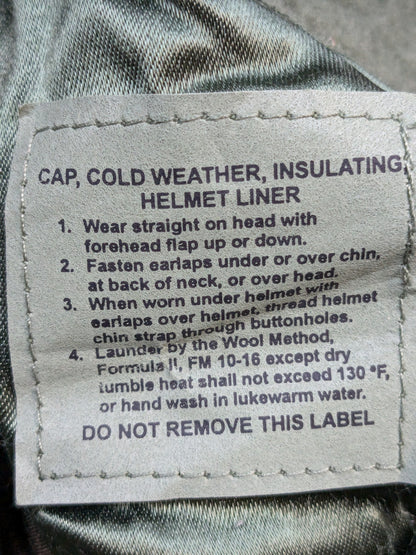 CAP, COLD WEATHER, INSULATING,
HELMET LINER
1. Wear straight on head with
forehead flap up or down.
2. Fasten earlaps under or over chin,
at back of neck, or over head.
3. When worn under helmet with
earlaps over helmet, thread helmet
chin strap through buttonholes.
4. Launder by the Wool Method,
Formula II, FM 10-16 except dry
tumble heat shall not exceed 130 °F,
or hand wash in lukewarm water.
DO NOT REMOVE THIS LABEL